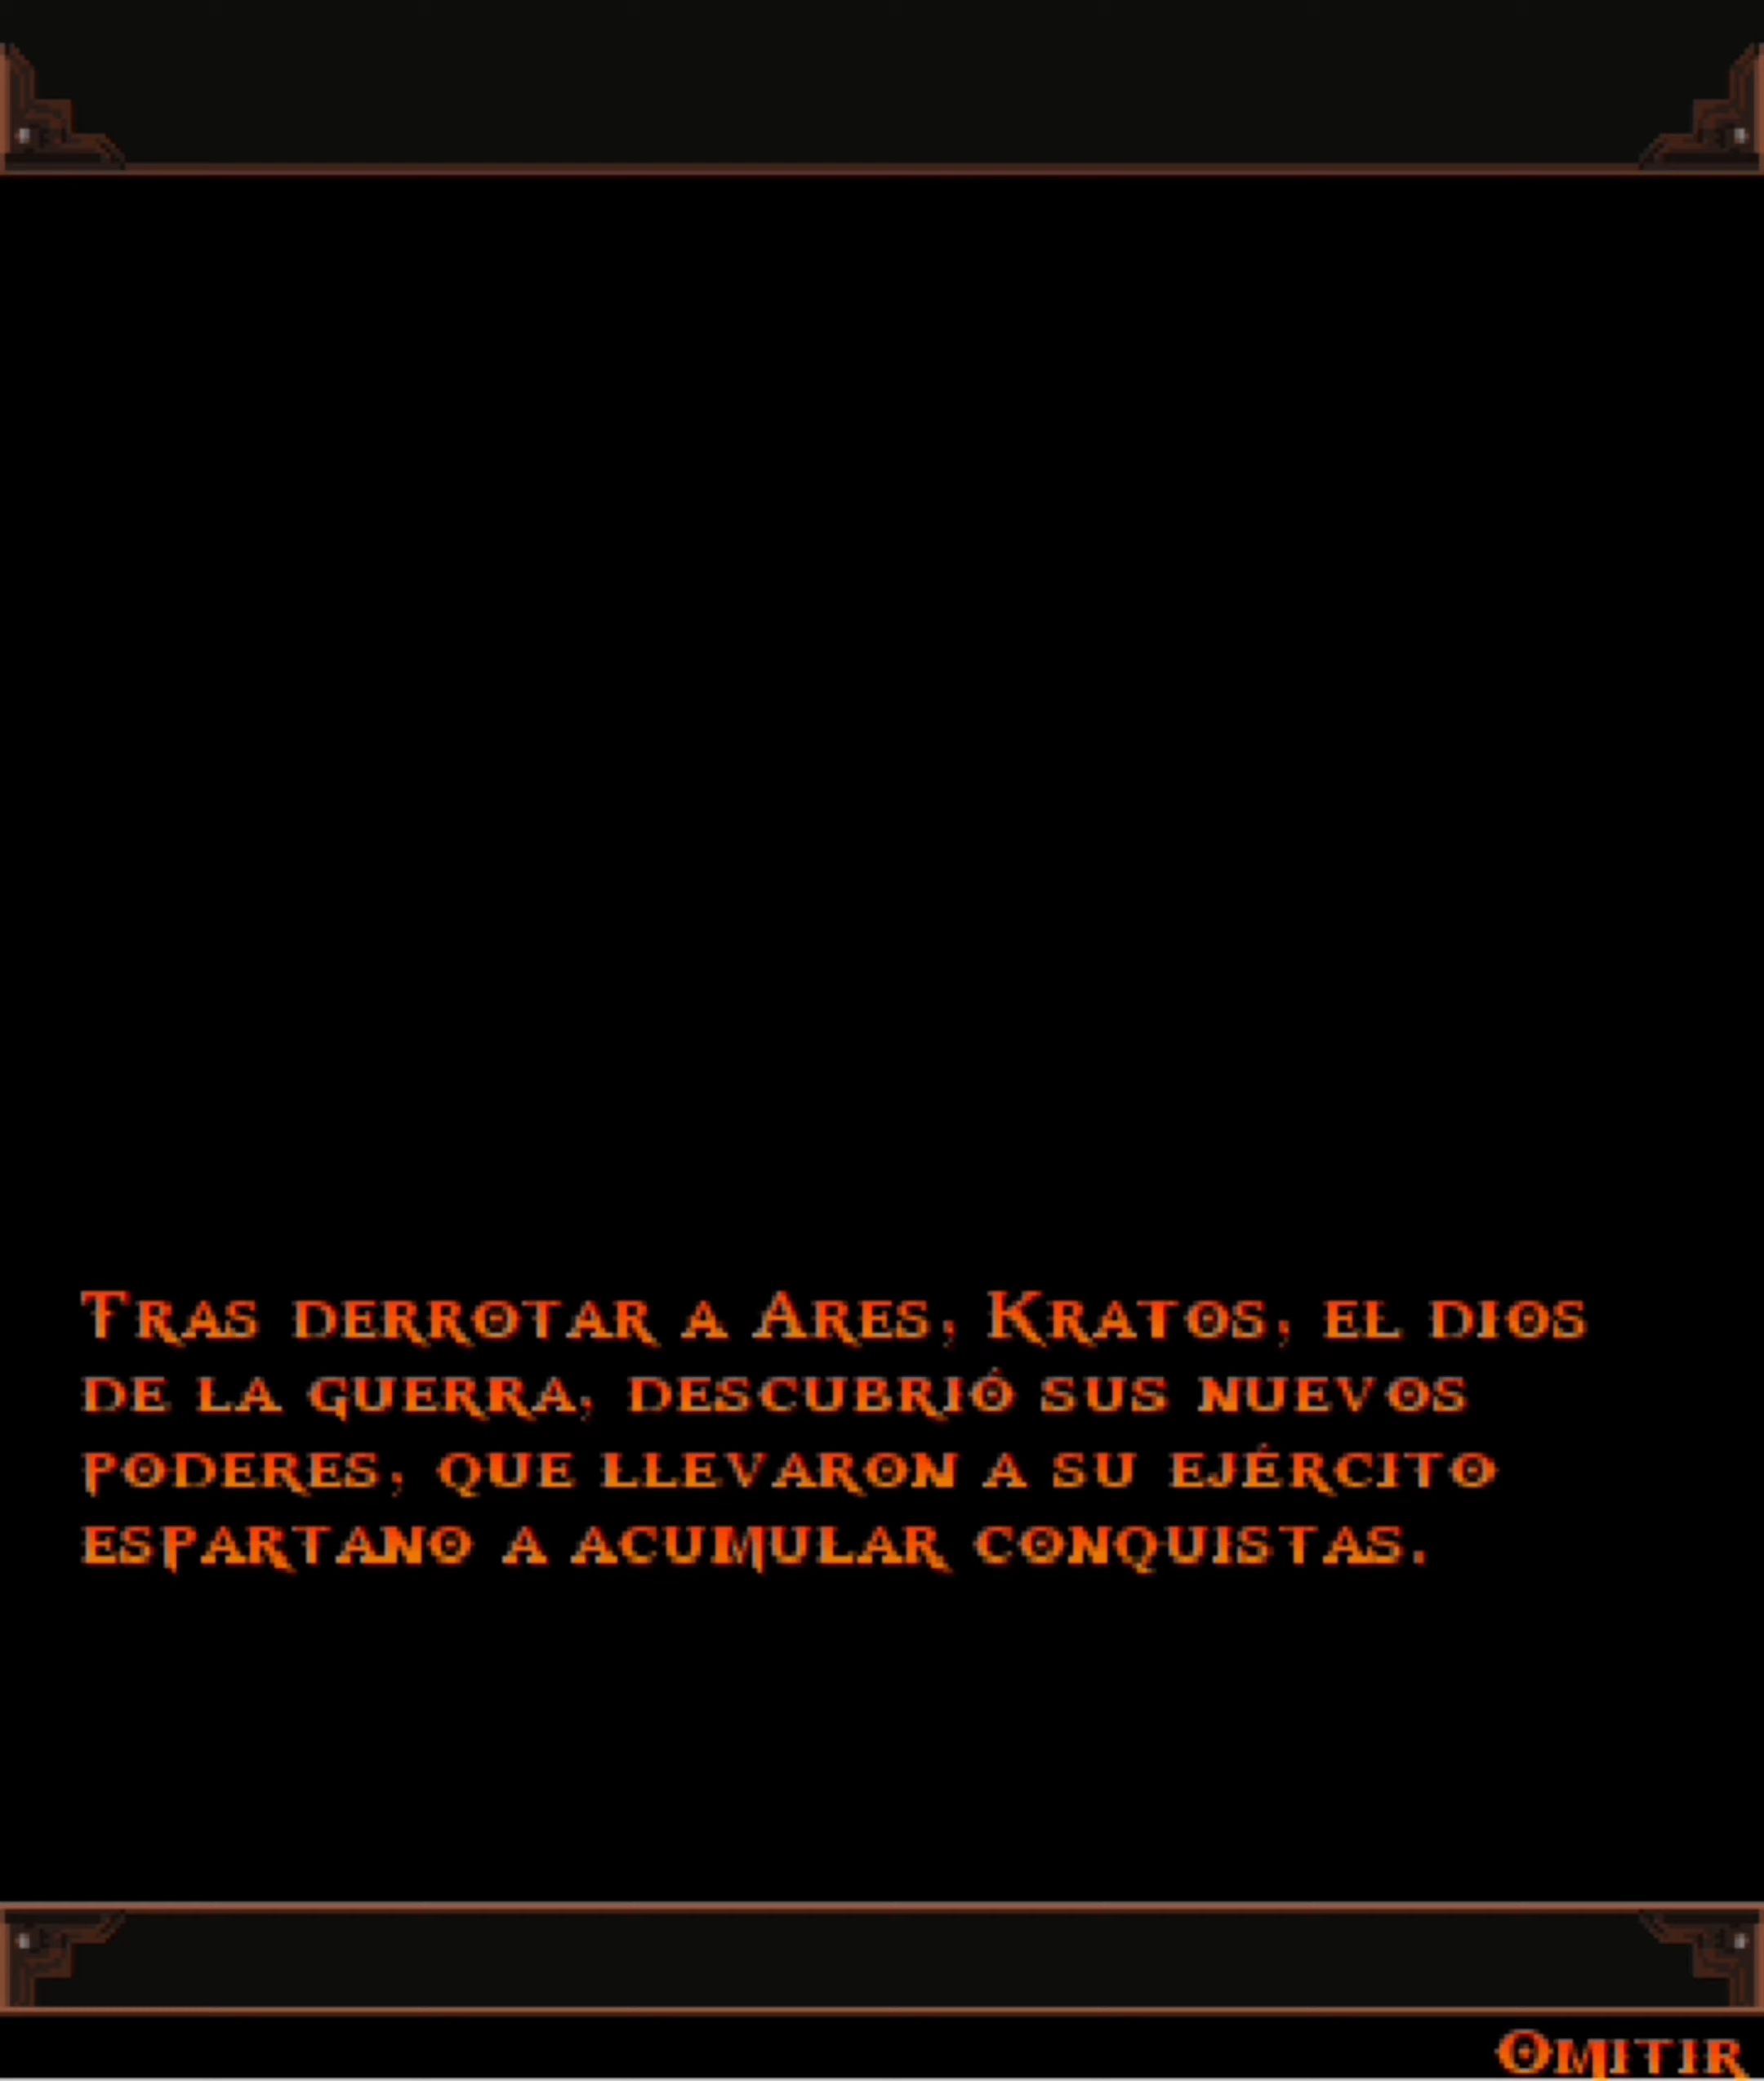 Tras derrotar a Ares, Kratos, el dios
de la guerra, descubrió sus nuevos
poderes, que llevaron a su ejército
espartano a acumular conquistas.
Omitir